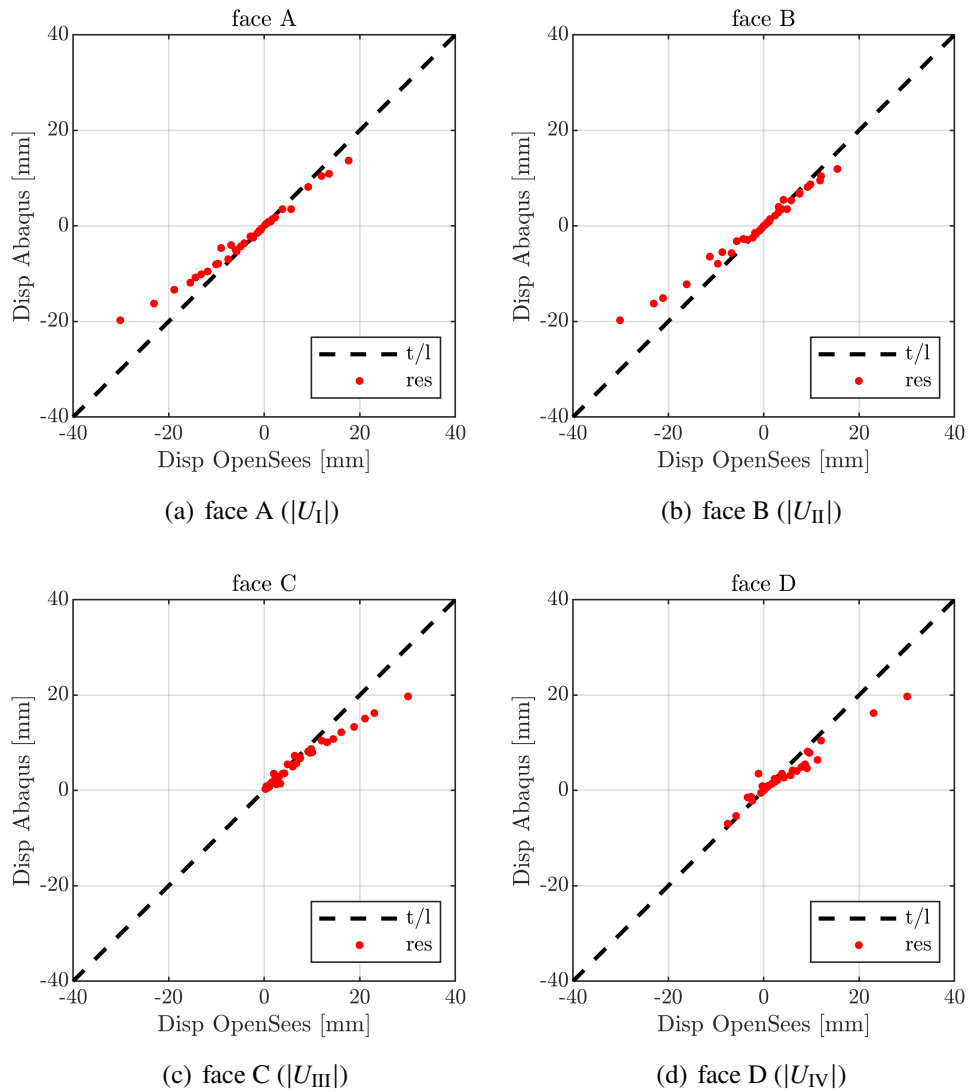 face A
40
20
0
-20
-40
Disp Abaqus [mm]
t/l
res
-40 -20 0 20 40
Disp OpenSees [mm]
(a) face A (|U_I|)
face B
40
20
0
-20
-40
Disp Abaqus [mm]
t/l
res
-40 -20 0 20 40
Disp OpenSees [mm]
(b) face B (|U_II|)
face C
40
20
0
-20
-40
Disp Abaqus [mm]
t/l
res
-40 -20 0 20 40
Disp OpenSees [mm]
(c) face C (|U_III|)
face D
40
20
0
-20
-40
Disp Abaqus [mm]
t/l
res
-40 -20 0 20 40
Disp OpenSees [mm]
(d) face D (|U_IV|)